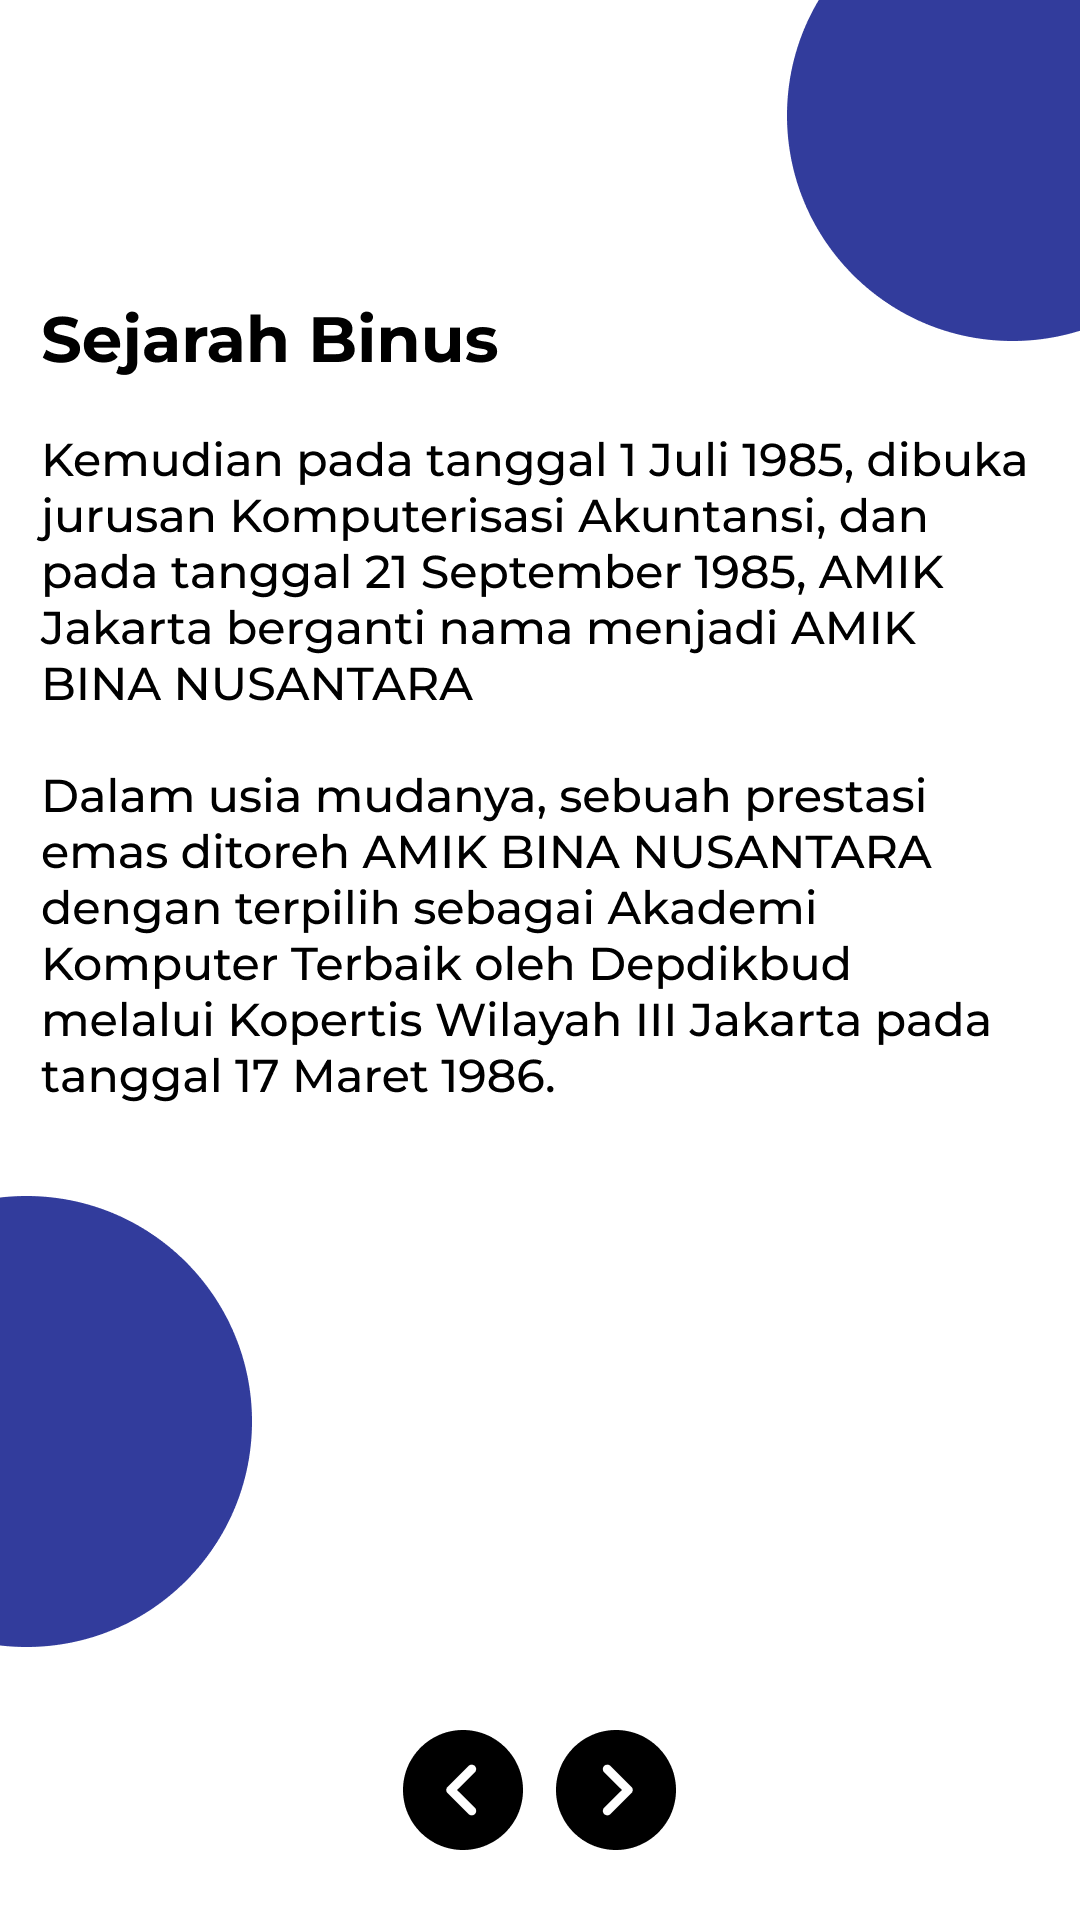 Sejarah Binus
Kemudian pada tanggal 1 Juli 1985, dibuka
jurusan Komputerisasi Akuntansi, dan
pada tanggal 21 September 1985, AMIK
Jakarta berganti nama menjadi AMIK
BINA NUSANTARA
Dalam usia mudanya, sebuah prestasi
emas ditoreh AMIK BINA NUSANTARA
dengan terpilih sebagai Akademi
Komputer Terbaik oleh Depdikbud
melalui Kopertis Wilayah III Jakarta pada
tanggal 17 Maret 1986.